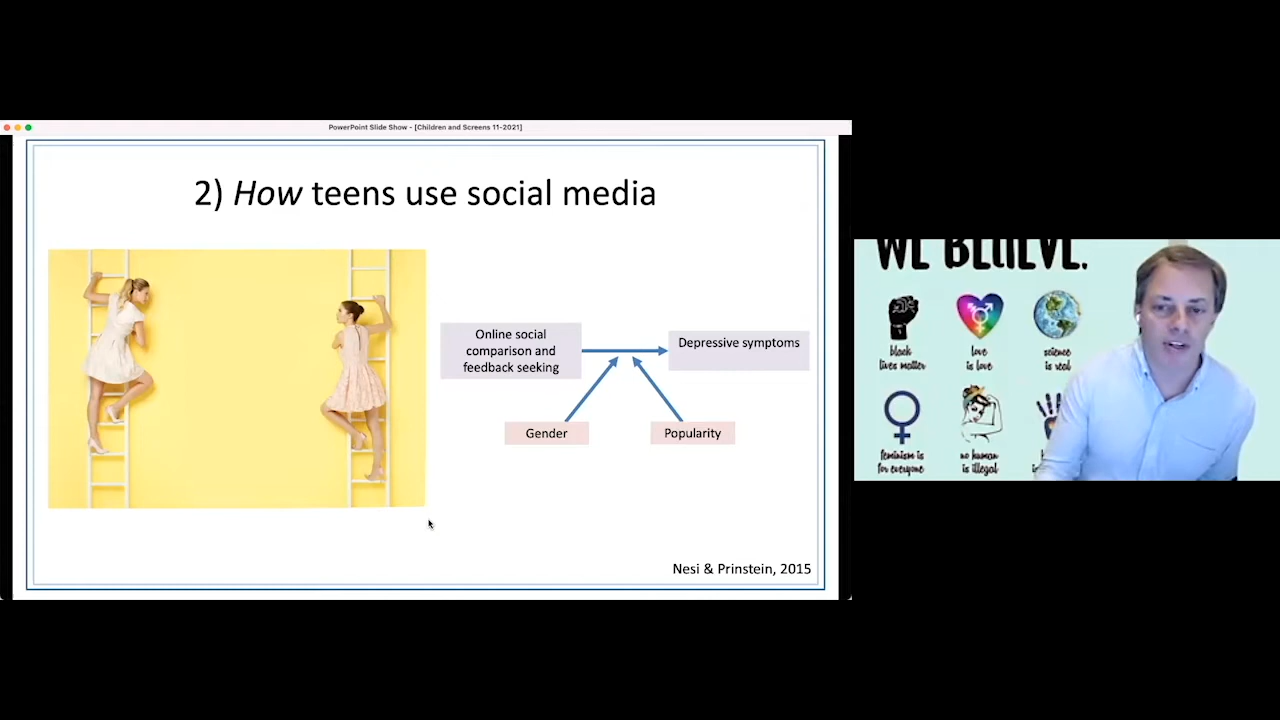 PowerPoint Slide Show - [Children and Screens 11-2021]
2) How teens use social media
Online social
comparison and
feedback seeking
Depressive symptoms
Gender
Popularity
Nesi & Prinstein, 2015
WE BELIEVE.
black
lives matter
love
is love
science
is real
feminism is
for everyone
no human
is illegal